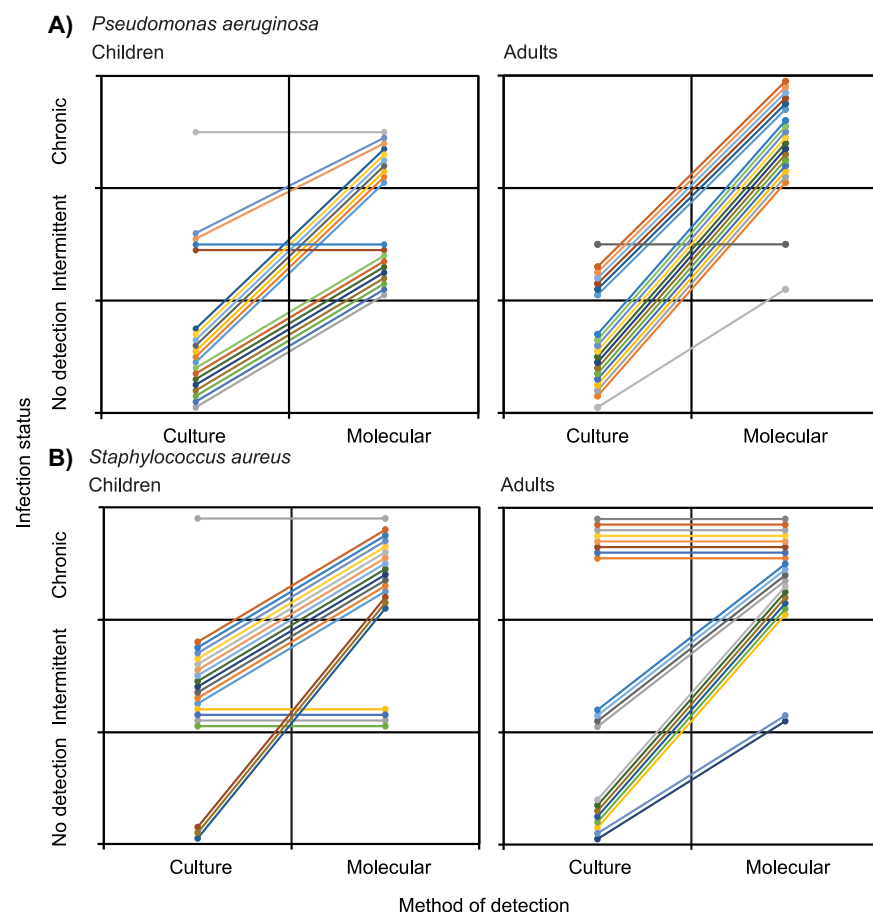 A) Pseudomonas aeruginosa
Children
Adults
Chronic
Intermittent
No detection
Culture
Molecular
Culture
Molecular
B) Staphylococcus aureus
Children
Adults
Infection status
Chronic
Intermittent
No detection
Culture
Molecular
Culture
Molecular
Method of detection